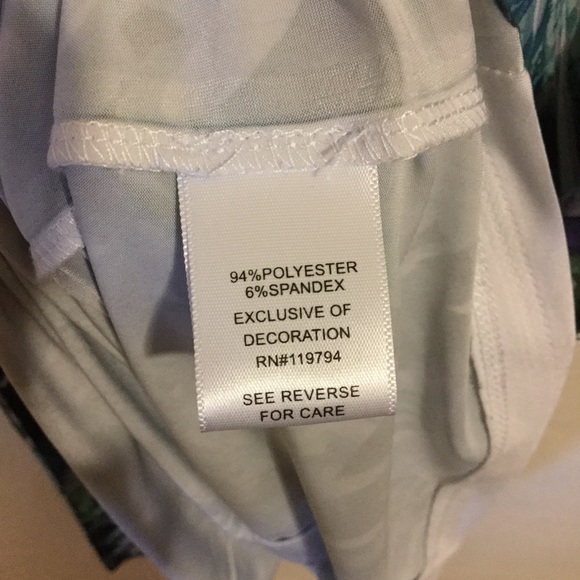 94%POLYESTER
6%SPANDEX
EXCLUSIVE OF
DECORATION
RN#119794
SEE REVERSE
FOR CARE